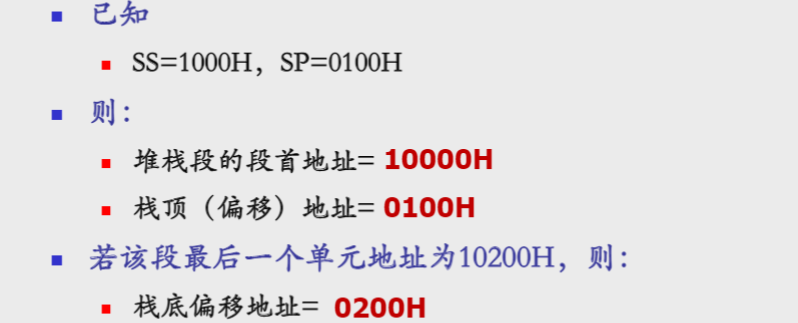 已知
SS=1000H，SP=0100H
则：
堆栈段的段首地址= 10000H
栈顶（偏移）地址= 0100H
若该段最后一个单元地址为10200H，则：
栈底偏移地址= 0200H